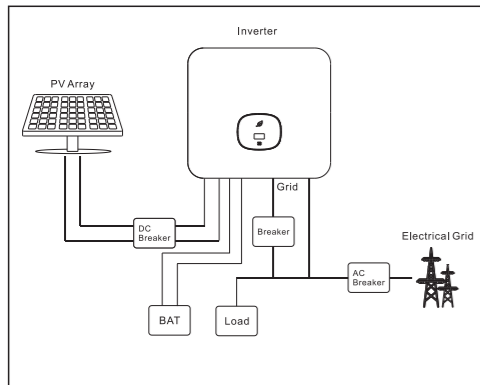 Inverter
PV Array
Grid
DC
Breaker
Breaker
Electrical Grid
AC
Breaker
BAT
Load